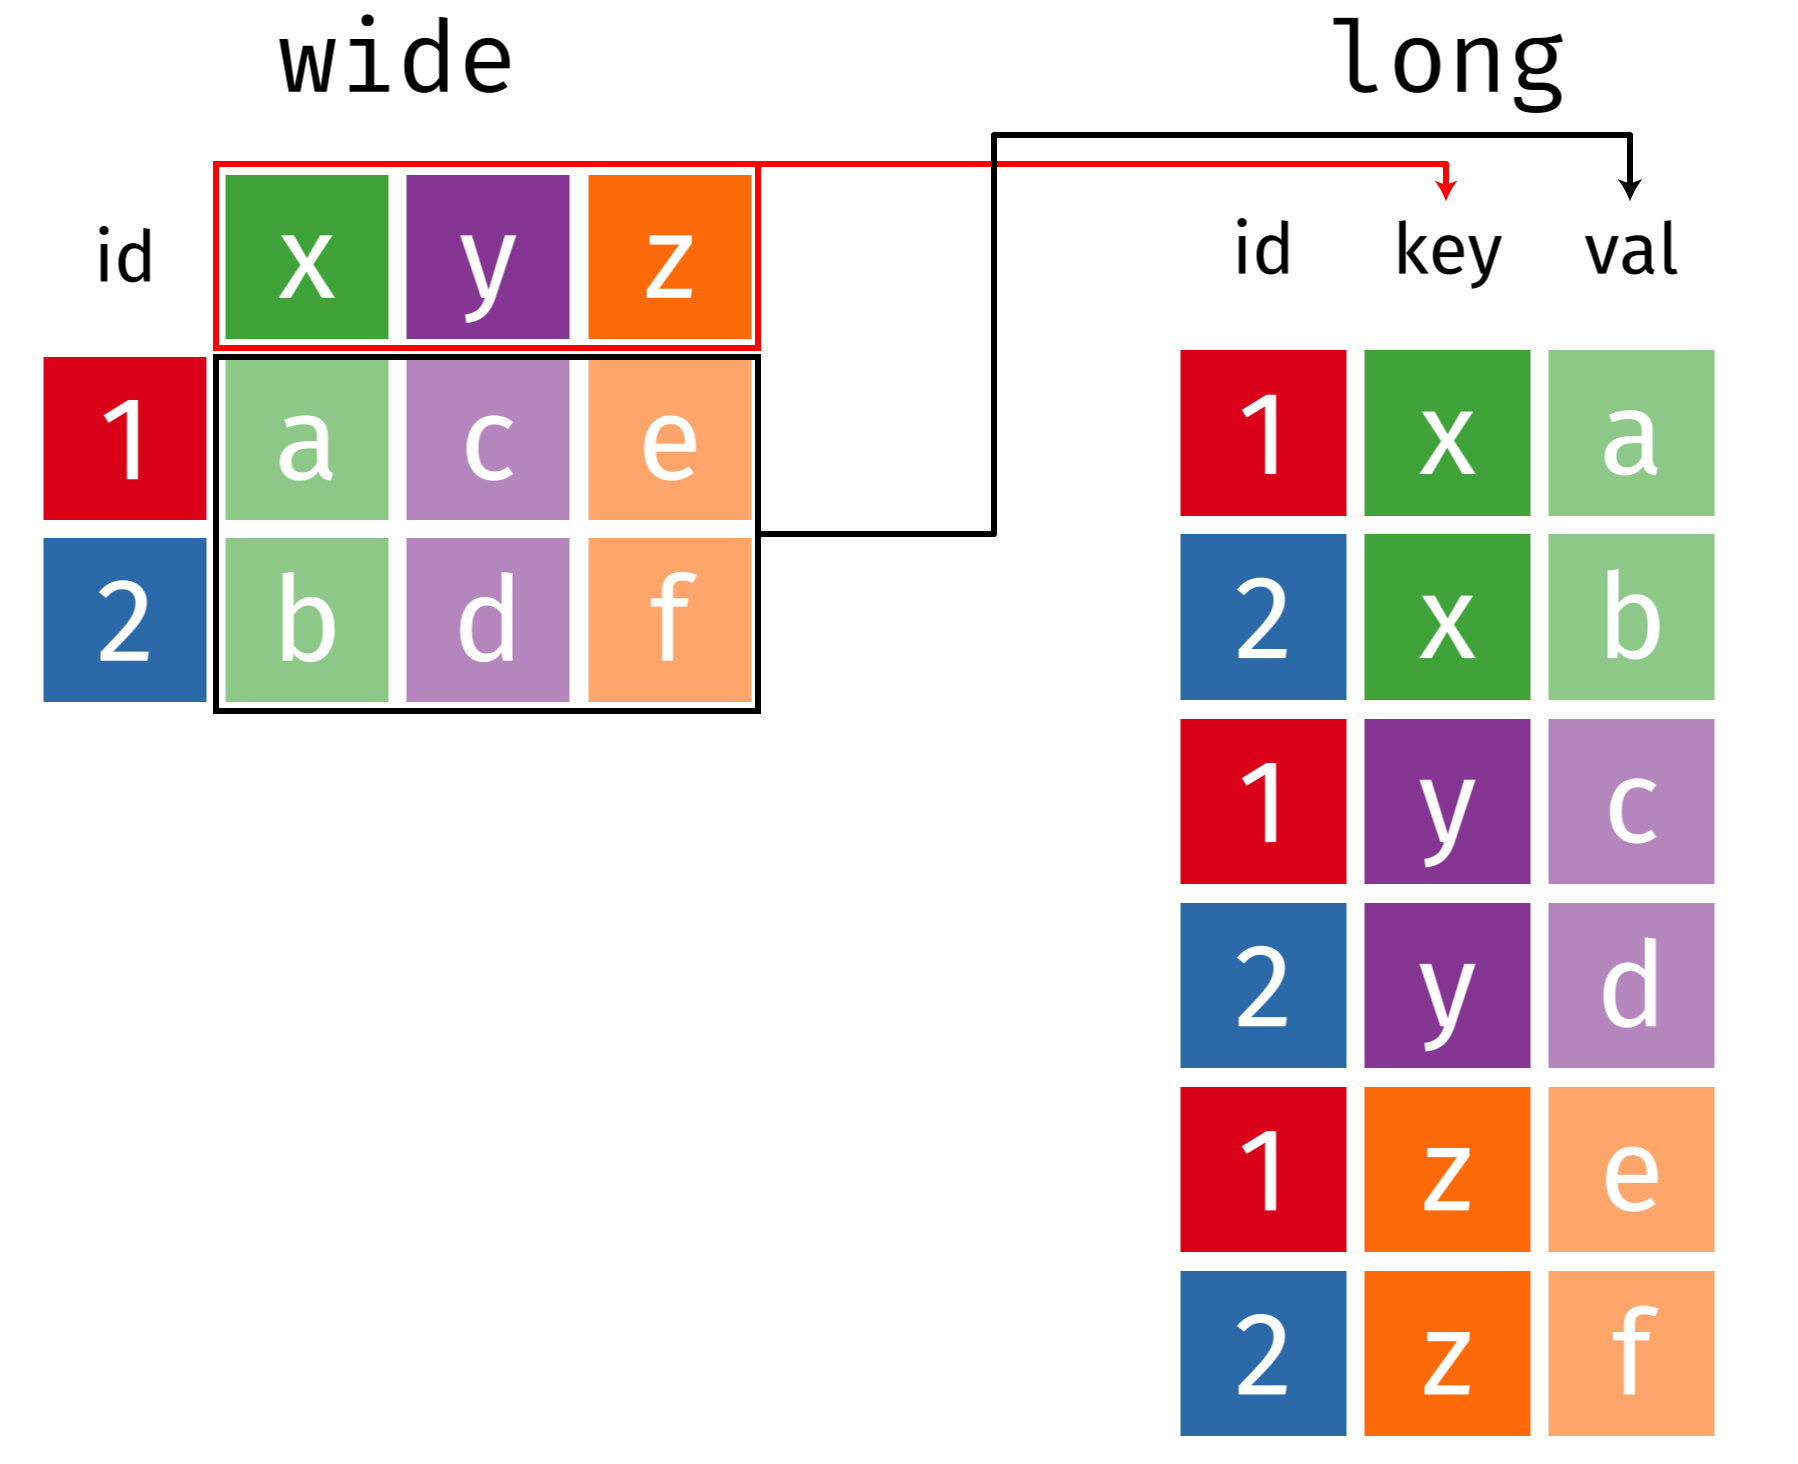 wide
id x y z
1 a c e
2 b d f
long
id key val
1 x a
2 x b
1 y c
2 y d
1 z e
2 z f